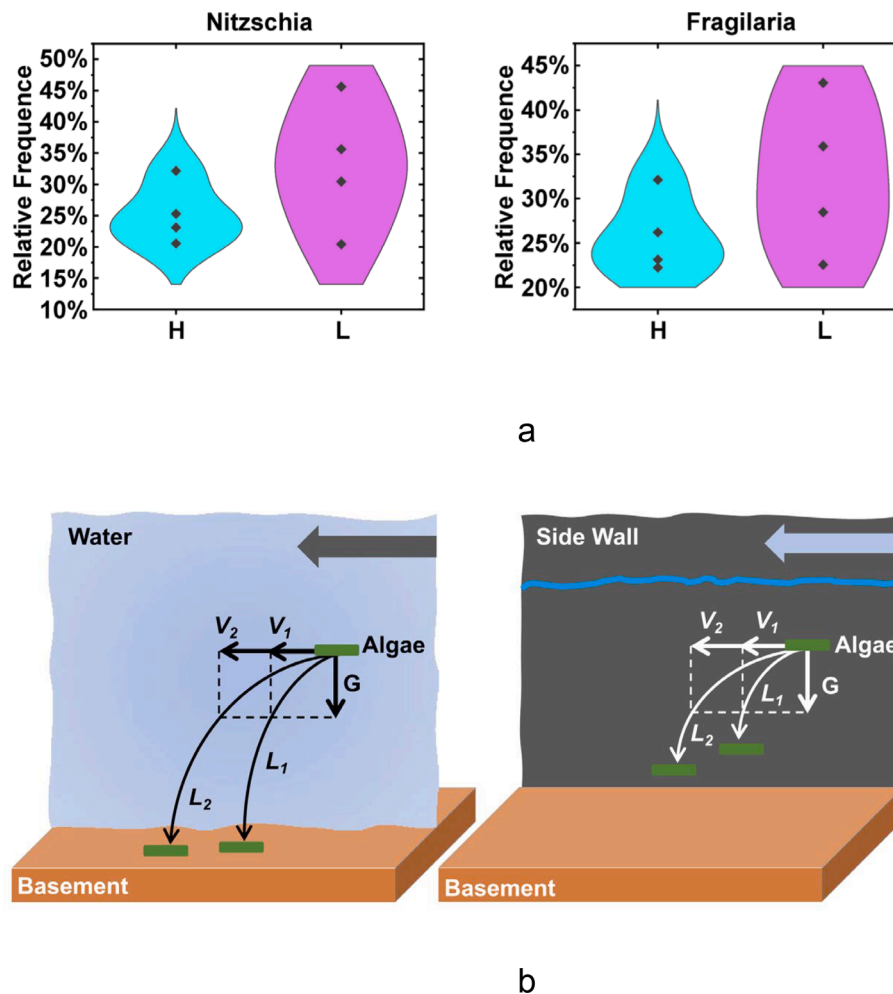 Nitzschia
Relative Frequence
50%
45%
40%
35%
30%
25%
20%
15%
10%
H
L
Fragilaria
Relative Frequence
45%
40%
35%
30%
25%
20%
H
L
a
Water
V2
V1
Algae
G
L1
L2
Basement
Side Wall
V2
V1
Algae
G
L1
L2
Basement
b